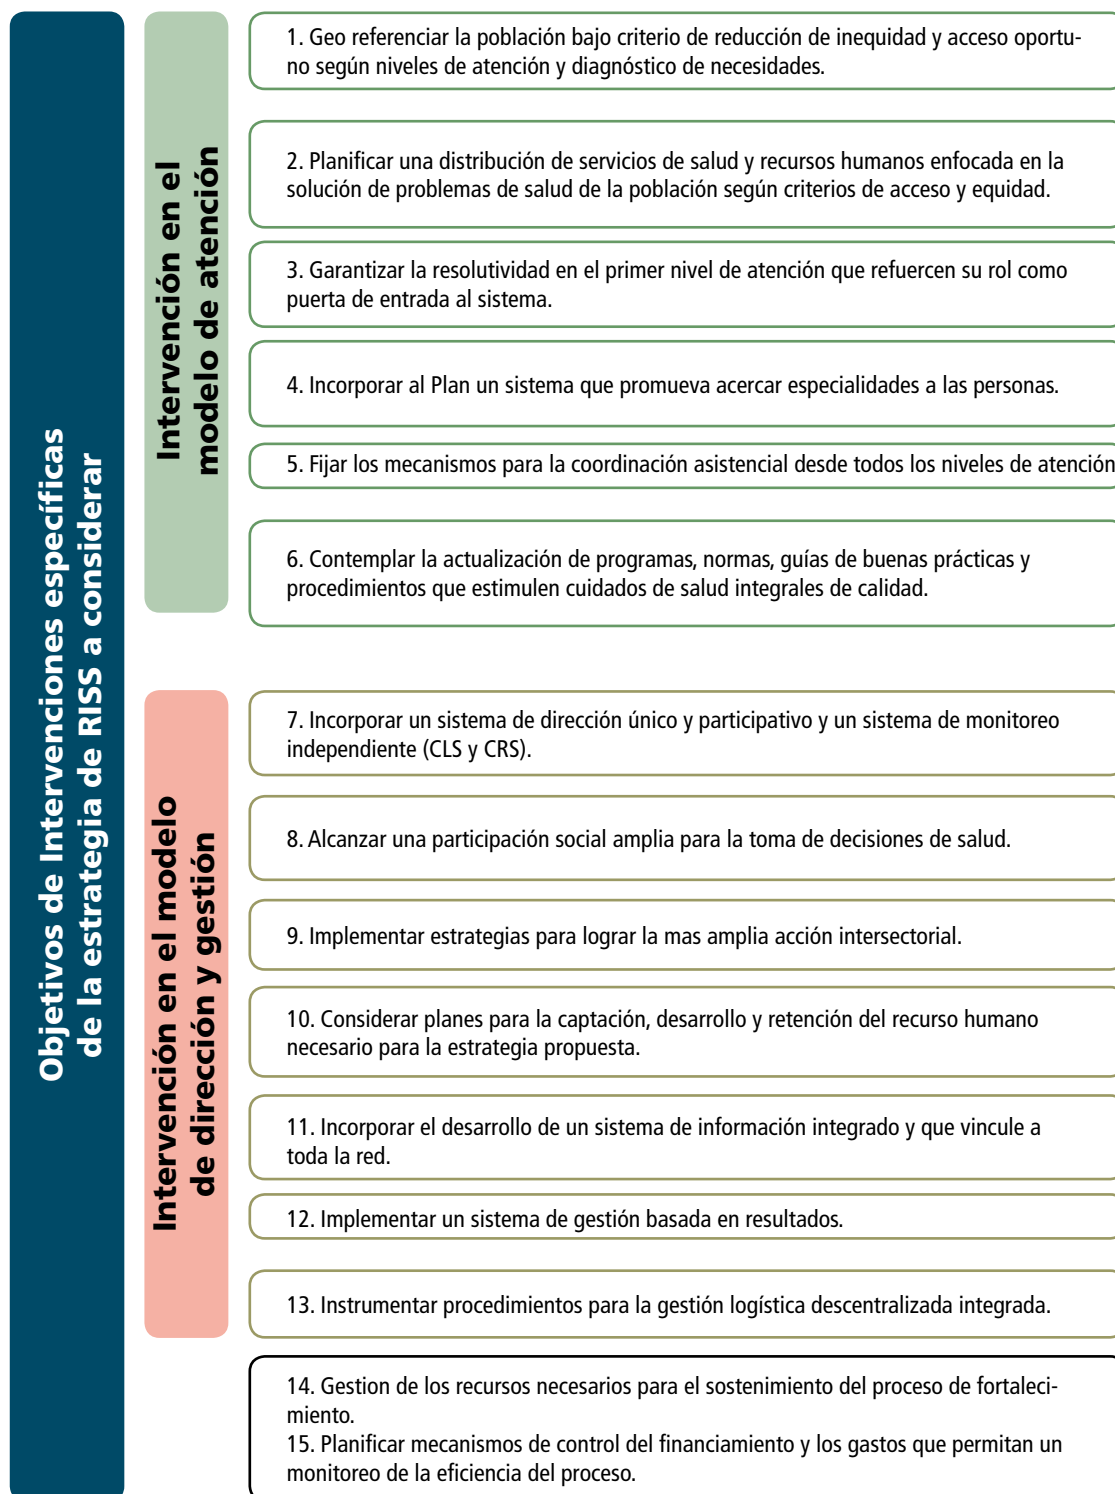 Objetivos de Intervenciones específicas
de la estrategia de RISS a considerar
Intervención en el
modelo de atención
1. Geo referenciar la población bajo criterio de reducción de inequidad y acceso oportu-
no según niveles de atención y diagnóstico de necesidades.
2. Planificar una distribución de servicios de salud y recursos humanos enfocada en la
solución de problemas de salud de la población según criterios de acceso y equidad.
3. Garantizar la resolutividad en el primer nivel de atención que refuercen su rol como
puerta de entrada al sistema.
4. Incorporar al Plan un sistema que promueva acercar especialidades a las personas.
5. Fijar los mecanismos para la coordinación asistencial desde todos los niveles de atención
6. Contemplar la actualización de programas, normas, guías de buenas prácticas y
procedimientos que estimulen cuidados de salud integrales de calidad.
Intervención en el modelo
de dirección y gestión
7. Incorporar un sistema de dirección único y participativo y un sistema de monitoreo
independiente (CLS y CRS).
8. Alcanzar una participación social amplia para la toma de decisiones de salud.
9. Implementar estrategias para lograr la mas amplia acción intersectorial.
10. Considerar planes para la captación, desarrollo y retención del recurso humano
necesario para la estrategia propuesta.
11. Incorporar el desarrollo de un sistema de información integrado y que vincule a
toda la red.
12. Implementar un sistema de gestión basada en resultados.
13. Instrumentar procedimientos para la gestión logística descentralizada integrada.
14. Gestion de los recursos necesarios para el sostenimiento del proceso de fortaleci-
miento.
15. Planificar mecanismos de control del financiamiento y los gastos que permitan un
monitoreo de la eficiencia del proceso.